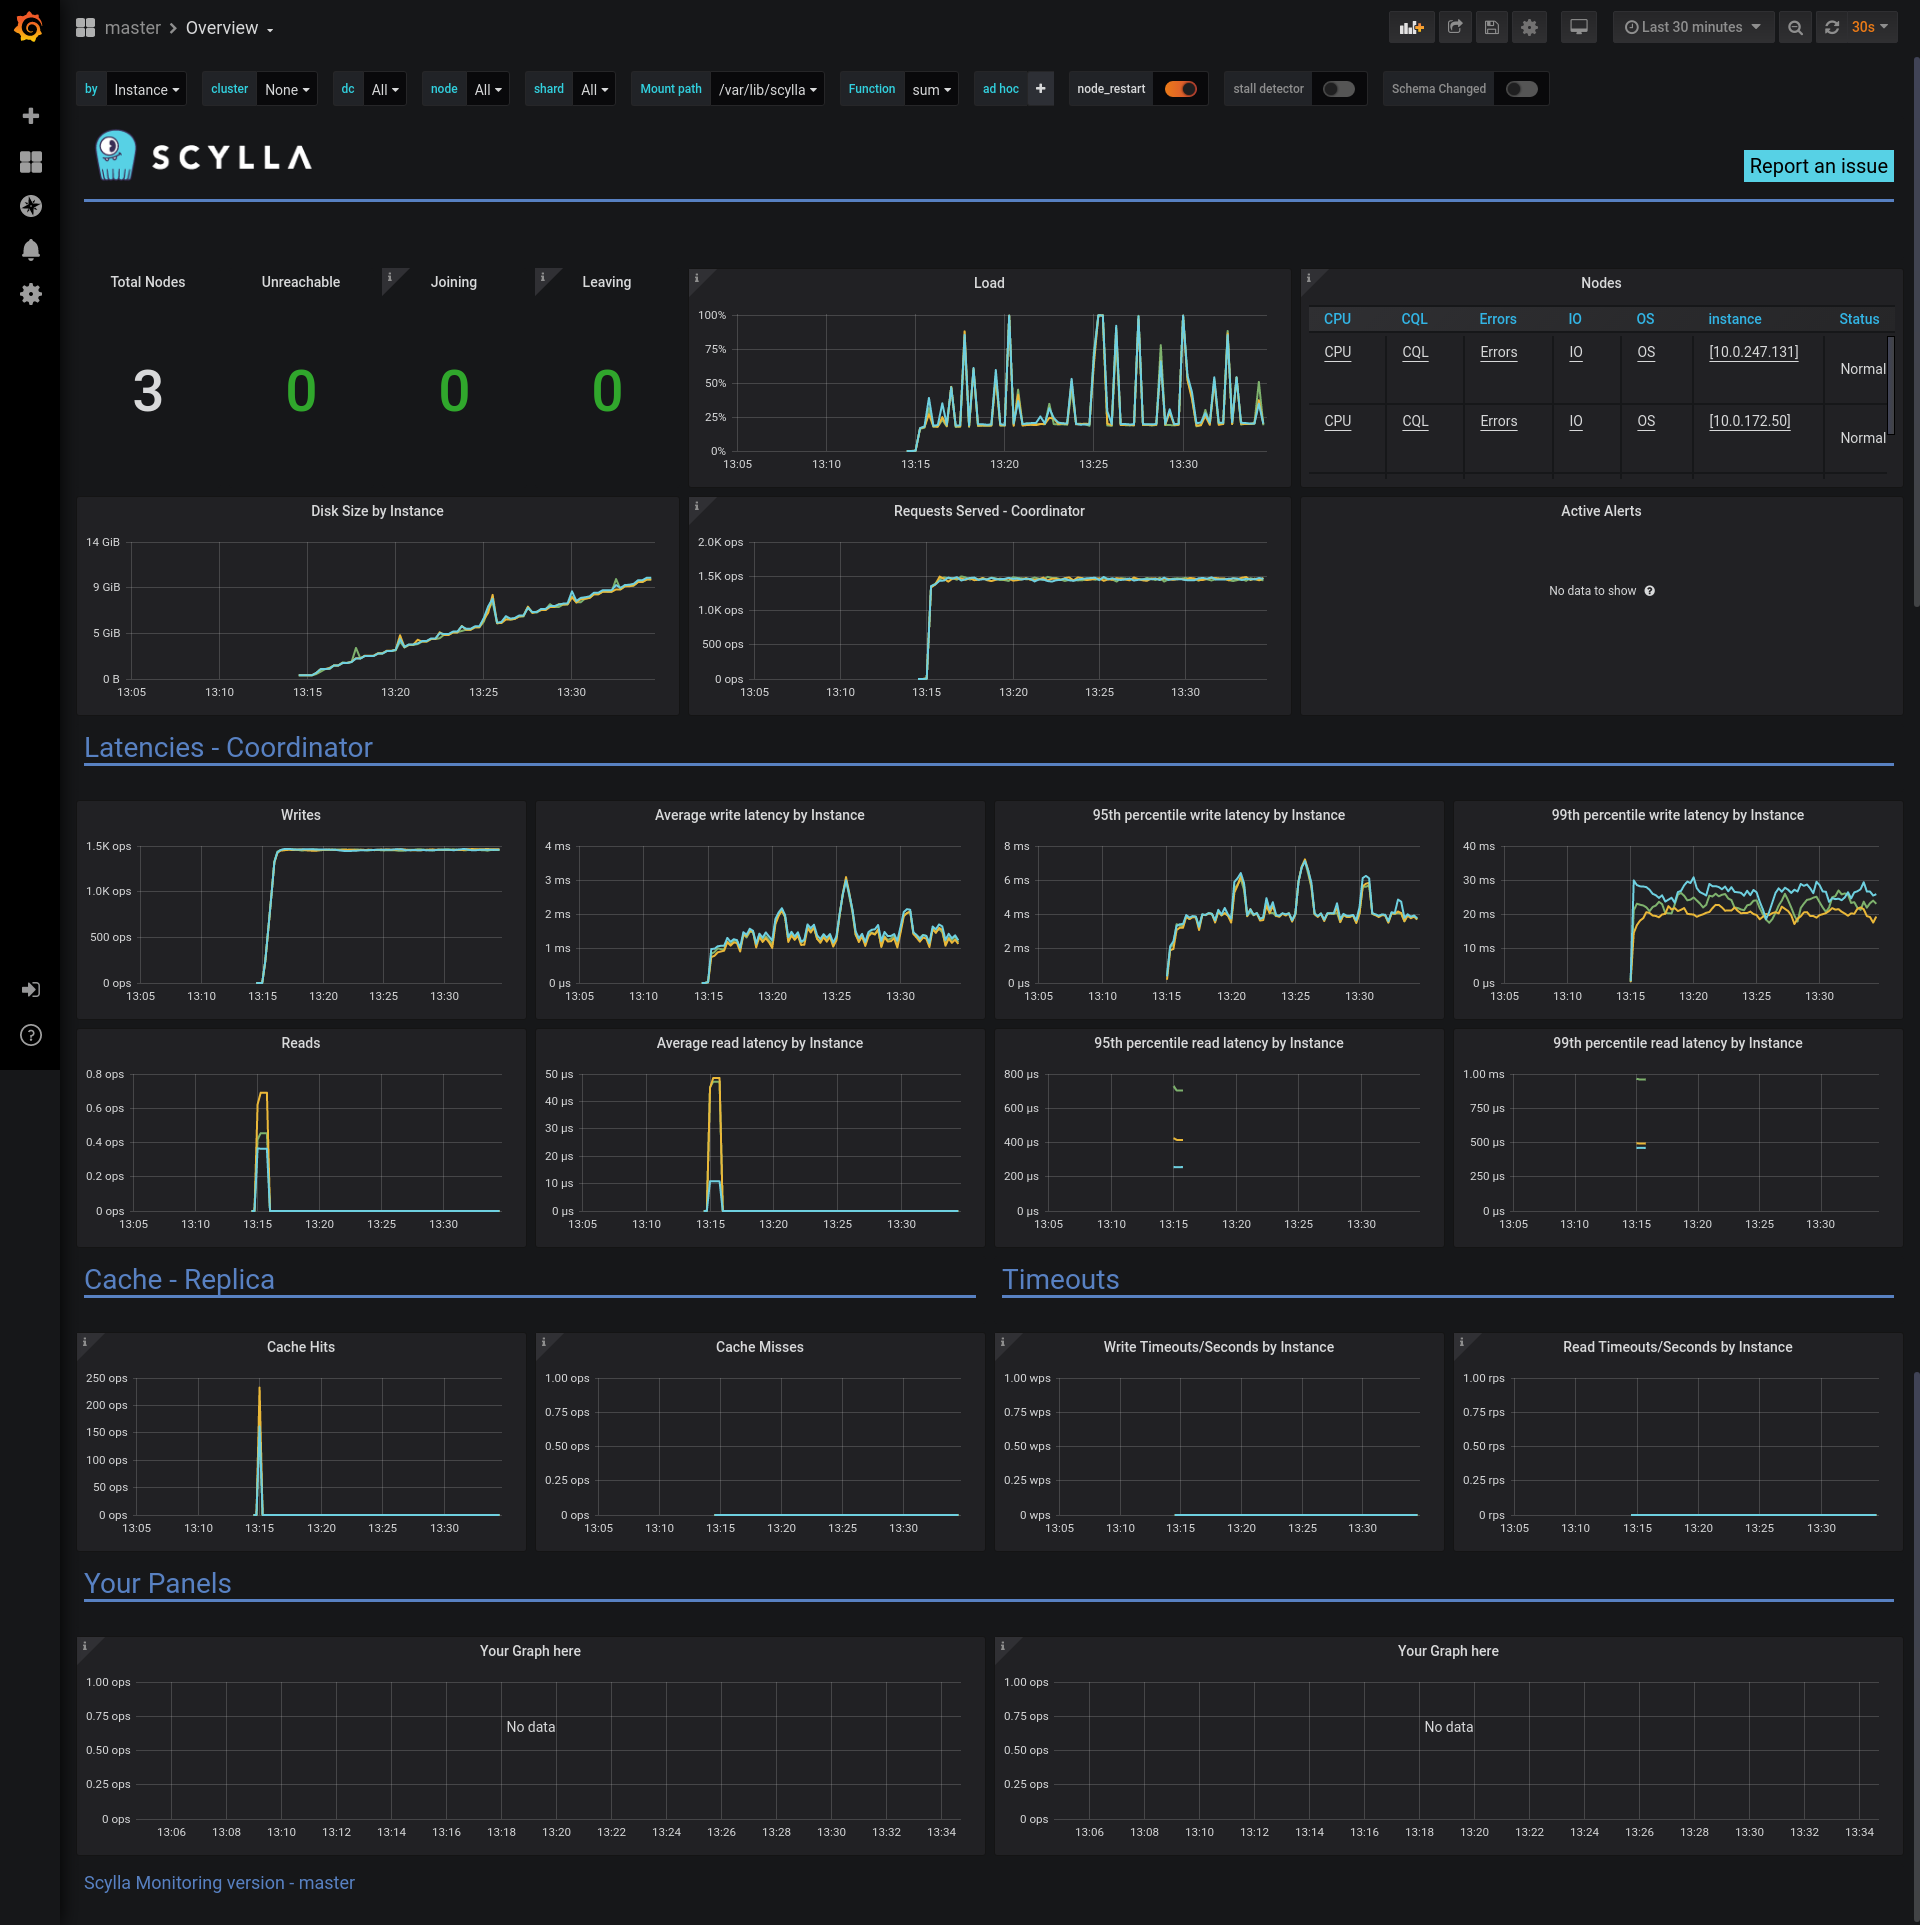 master > Overview
Last 30 minutes 30s
by Instance cluster None dc All node All shard All Mount path /var/lib/scylla Function sum ad hoc + node_restart stall detector Schema Changed
SCYLLA
Report an issue
Total Nodes Unreachable Joining Leaving
3 0 0 0
Load
100%
75%
50%
25%
0%
13:05 13:10 13:15 13:20 13:25 13:30
Nodes
CPU CQL Errors IO OS instance Status
CPU CQL Errors IO OS [10.0.247.131] Normal
CPU CQL Errors IO OS [10.0.172.50] Normal
Disk Size by Instance
14 GiB
9 GiB
5 GiB
0 B
13:05 13:10 13:15 13:20 13:25 13:30
Requests Served - Coordinator
2.0K ops
1.5K ops
1.0K ops
500 ops
0 ops
13:05 13:10 13:15 13:20 13:25 13:30
Active Alerts
No data to show
Latencies - Coordinator
Writes
1.5K ops
1.0K ops
500 ops
0 ops
13:05 13:10 13:15 13:20 13:25 13:30
Average write latency by Instance
4 ms
3 ms
2 ms
1 ms
0 µs
13:05 13:10 13:15 13:20 13:25 13:30
95th percentile write latency by Instance
8 ms
6 ms
4 ms
2 ms
0 µs
13:05 13:10 13:15 13:20 13:25 13:30
99th percentile write latency by Instance
40 ms
30 ms
20 ms
10 ms
0 µs
13:05 13:10 13:15 13:20 13:25 13:30
Reads
0.8 ops
0.6 ops
0.4 ops
0.2 ops
0 ops
13:05 13:10 13:15 13:20 13:25 13:30
Average read latency by Instance
50 µs
40 µs
30 µs
20 µs
10 µs
0 µs
13:05 13:10 13:15 13:20 13:25 13:30
95th percentile read latency by Instance
800 µs
600 µs
400 µs
200 µs
0 µs
13:05 13:10 13:15 13:20 13:25 13:30
99th percentile read latency by Instance
1.00 ms
750 µs
500 µs
250 µs
0 µs
13:05 13:10 13:15 13:20 13:25 13:30
Cache - Replica
Timeouts
Cache Hits
250 ops
200 ops
150 ops
100 ops
50 ops
0 ops
13:05 13:10 13:15 13:20 13:25 13:30
Cache Misses
1.00 ops
0.75 ops
0.50 ops
0.25 ops
0 ops
13:05 13:10 13:15 13:20 13:25 13:30
Write Timeouts/Seconds by Instance
1.00 wps
0.75 wps
0.50 wps
0.25 wps
0 wps
13:05 13:10 13:15 13:20 13:25 13:30
Read Timeouts/Seconds by Instance
1.00 rps
0.75 rps
0.50 rps
0.25 rps
0 rps
13:05 13:10 13:15 13:20 13:25 13:30
Your Panels
Your Graph here
1.00 ops
0.75 ops
No data
0.50 ops
0.25 ops
0 ops
13:06 13:08 13:10 13:12 13:14 13:16 13:18 13:20 13:22 13:24 13:26 13:28 13:30 13:32 13:34
Your Graph here
1.00 ops
0.75 ops
No data
0.50 ops
0.25 ops
0 ops
13:06 13:08 13:10 13:12 13:14 13:16 13:18 13:20 13:22 13:24 13:26 13:28 13:30 13:32 13:34
Scylla Monitoring version - master